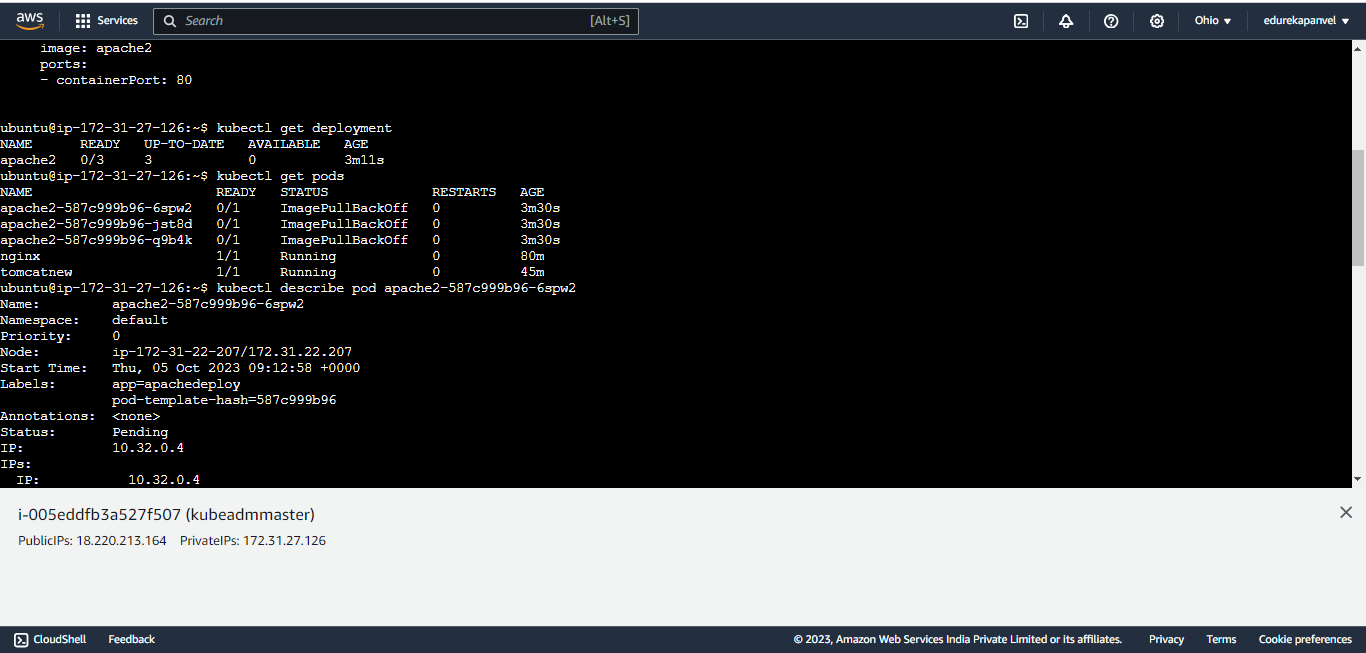 aws Services Search [Alt+S] Ohio edurekapanvel
image: apache2
ports:
- containerPort: 80
ubuntu@ip-172-31-27-126:~$ kubectl get deployment
NAME READY UP-TO-DATE AVAILABLE AGE
apache2 0/3 3 0 3m11s
ubuntu@ip-172-31-27-126:~$ kubectl get pods
NAME READY STATUS RESTARTS AGE
apache2-587c999b96-6spw2 0/1 ImagePullBackOff 0 3m30s
apache2-587c999b96-jst8d 0/1 ImagePullBackOff 0 3m30s
apache2-587c999b96-q9b4k 0/1 ImagePullBackOff 0 3m30s
nginx 1/1 Running 0 80m
tomcatnew 1/1 Running 0 45m
ubuntu@ip-172-31-27-126:~$ kubectl describe pod apache2-587c999b96-6spw2
Name: apache2-587c999b96-6spw2
Namespace: default
Priority: 0
Node: ip-172-31-22-207/172.31.22.207
Start Time: Thu, 05 Oct 2023 09:12:58 +0000
Labels: app=apachedeploy
pod-template-hash=587c999b96
Annotations: <none>
Status: Pending
IP: 10.32.0.4
IPs:
IP: 10.32.0.4
i-005eddfb3a527f507 (kubeadmmaster)
PublicIPs: 18.220.213.164 PrivateIPs: 172.31.27.126
CloudShell Feedback © 2023, Amazon Web Services India Private Limited or its affiliates. Privacy Terms Cookie preferences